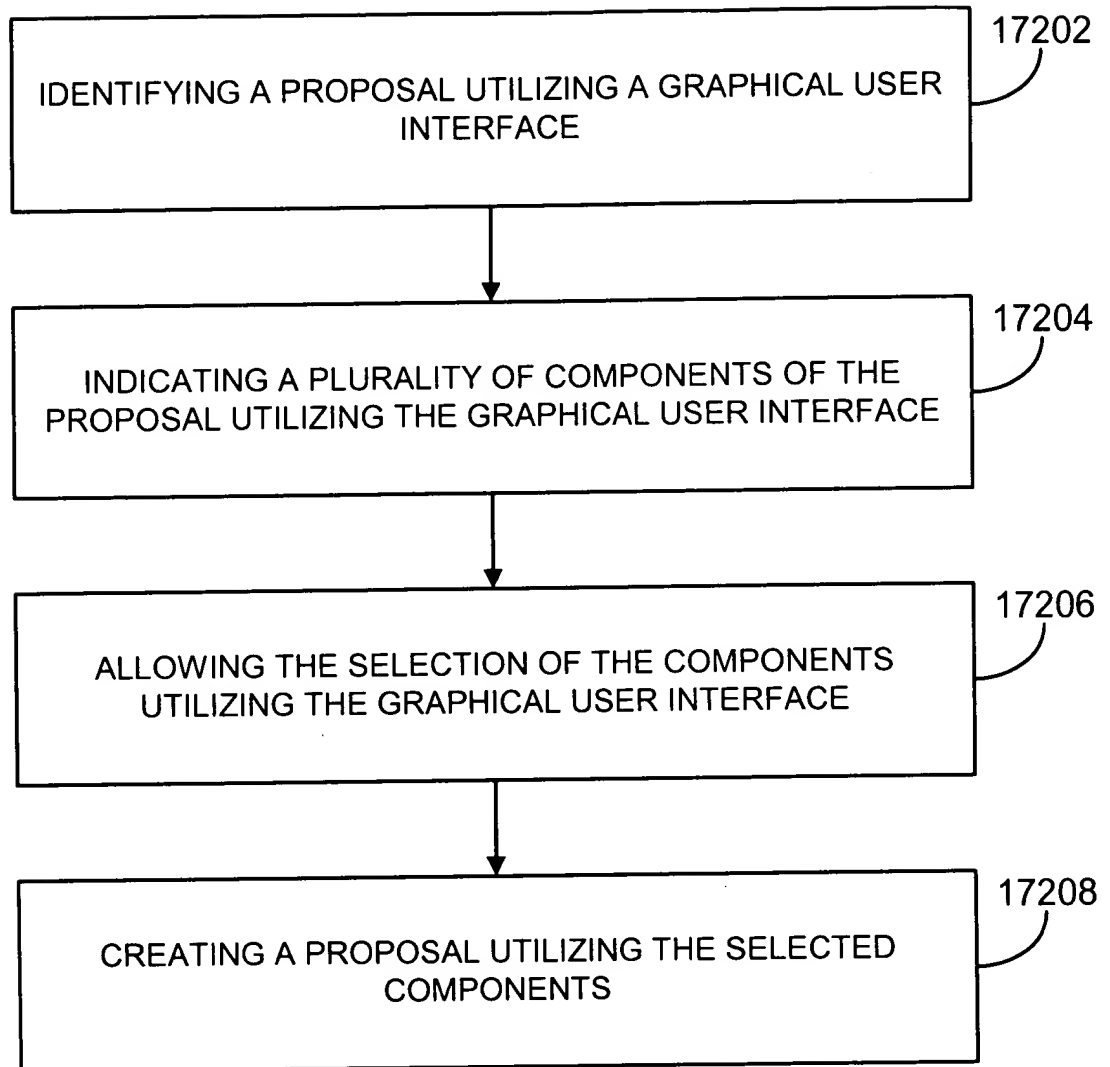 17202
IDENTIFYING A PROPOSAL UTILIZING A GRAPHICAL USER
INTERFACE
17204
INDICATING A PLURALITY OF COMPONENTS OF THE
PROPOSAL UTILIZING THE GRAPHICAL USER INTERFACE
17206
ALLOWING THE SELECTION OF THE COMPONENTS
UTILIZING THE GRAPHICAL USER INTERFACE
17208
CREATING A PROPOSAL UTILIZING THE SELECTED
COMPONENTS